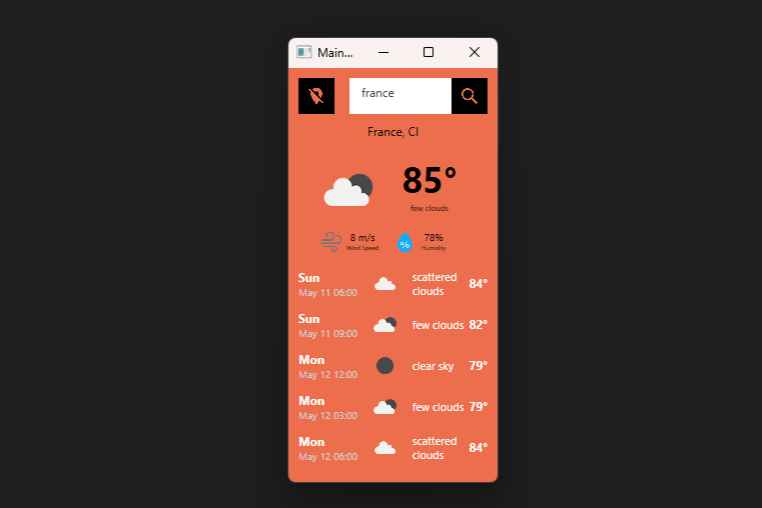 Main...
france
France, CI
85°
few clouds
8 m/s
Wind Speed
%
78%
Humidity
Sun
May 11 06:00
scattered
clouds
84°
Sun
May 11 09:00
few clouds
82°
Mon
May 12 12:00
clear sky
79°
Mon
May 12 03:00
few clouds
79°
Mon
May 12 06:00
scattered
clouds
84°